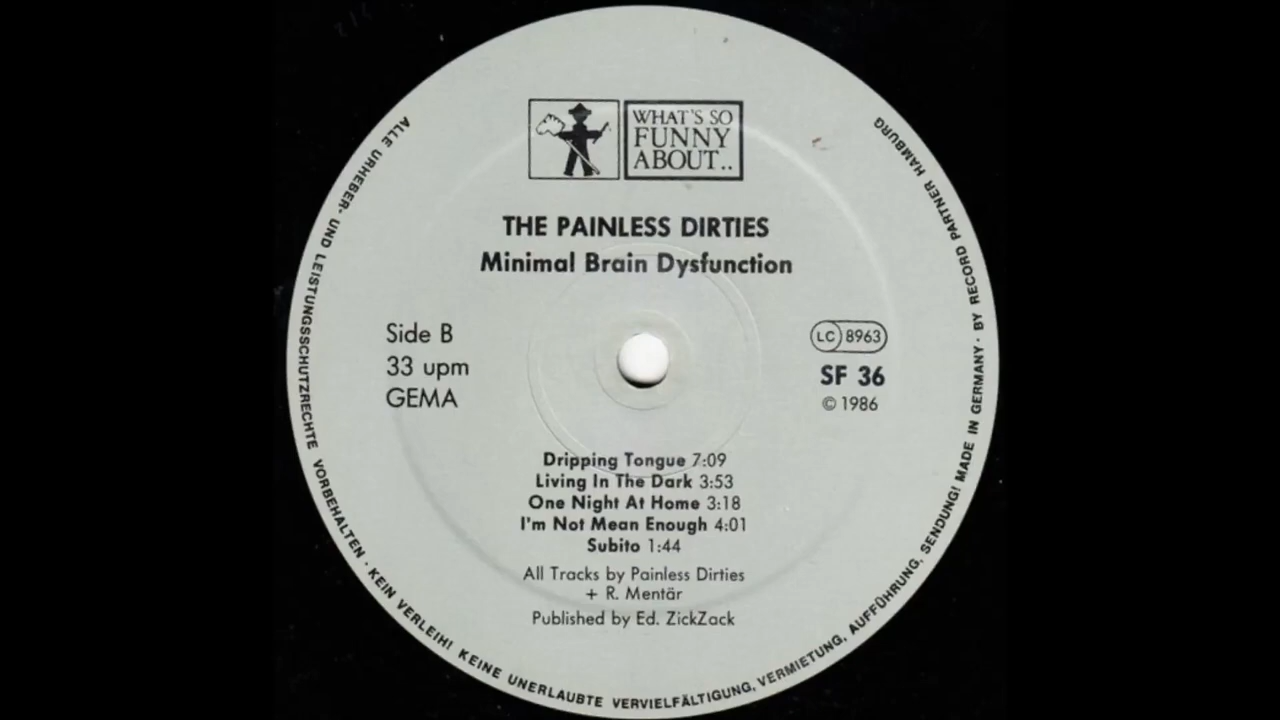 WHAT'S SO
FUNNY
ABOUT..
THE PAINLESS DIRTIES
Minimal Brain Dysfunction
Side B
33 upm
GEMA
LC 8963
SF 36
© 1986
Dripping Tongue 7:09
Living In The Dark 3:53
One Night At Home 3:18
I'm Not Mean Enough 4:01
Subito 1:44
All Tracks by Painless Dirties
+ R. Mentär
Published by Ed. ZickZack
ALLE URHEBER- UND LEISTUNGSSCHUTZRECHTE VORBEHALTEN · KEIN VERLEIH! KEINE UNERLAUBTE VERVIELFÄLTIGUNG, VERMIETUNG, AUFFÜHRUNG, SENDUNG! MADE IN GERMANY · BY RECORD PARTNER HAMBURG